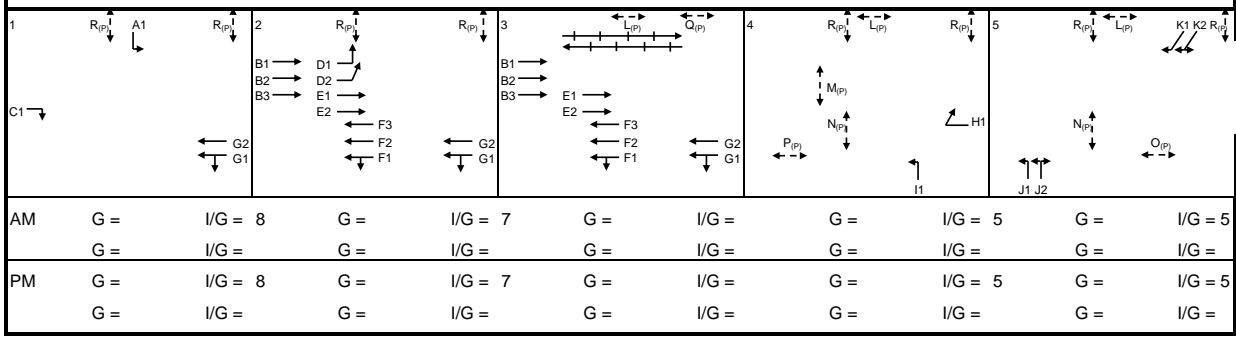 1 R(P) A1 R(P) 2 R(P) R(P) 3 L(P) Q(P) 4 R(P) L(P) R(P) 5 R(P) L(P) K1 K2 R(P)
B1 D1 B1
B2 D2 B2 M(P)
B3 E1 B3 E1
C1 E2 E2
F3 F3 N(P) H1 N(P)
G2 F2 G2 F2 G2 P(P) O(P)
G1 F1 G1 F1 G1
I1 J1 J2
AM G = I/G = 8 G = I/G = 7 G = I/G = G = I/G = 5 G = I/G = 5
G = I/G = G = I/G = G = I/G = G = I/G = G = I/G =
PM G = I/G = 8 G = I/G = 7 G = I/G = G = I/G = 5 G = I/G = 5
G = I/G = G = I/G = G = I/G = G = I/G = G = I/G =